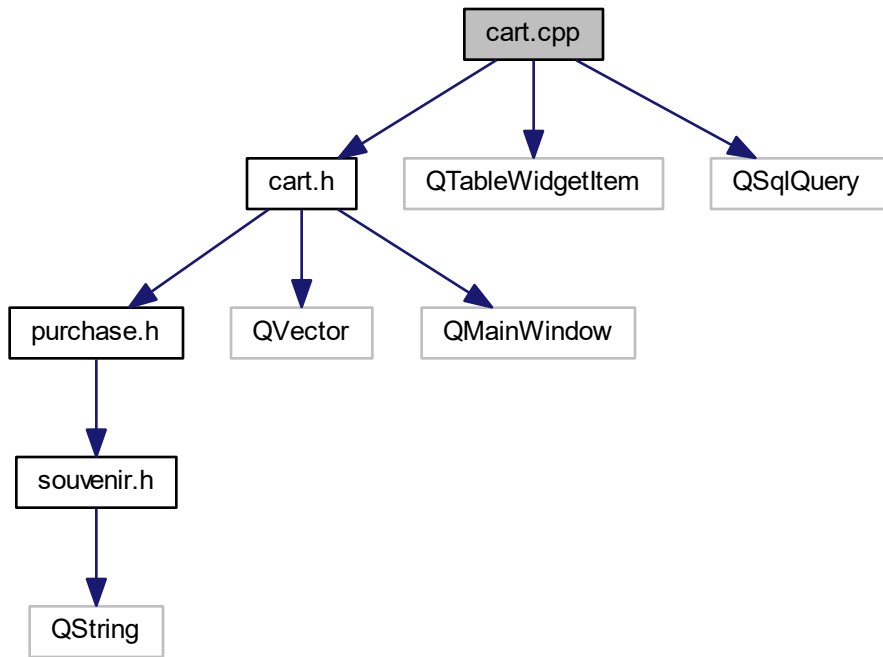 cart.cpp
cart.h
QTableWidgetItem
QSqlQuery
purchase.h
QVector
QMainWindow
souvenir.h
QString